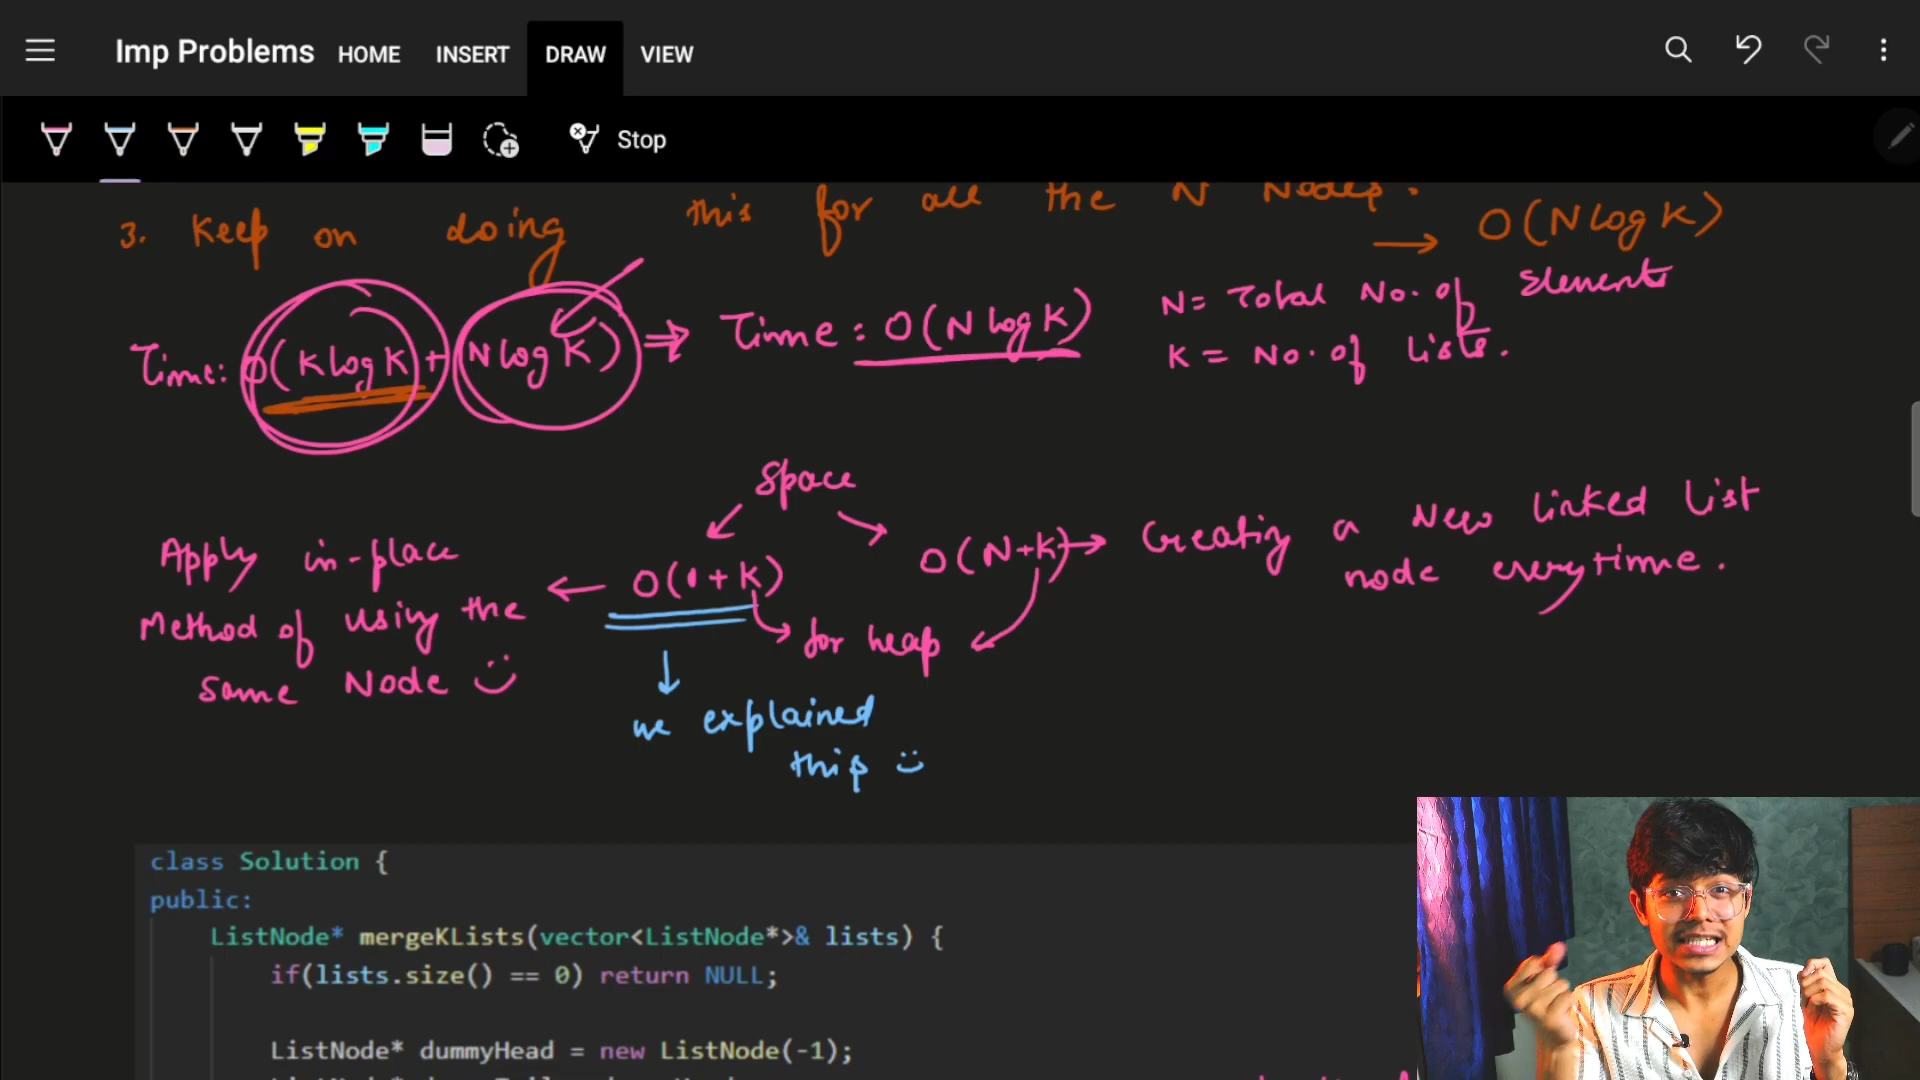 Imp Problems HOME INSERT DRAW VIEW
Stop
3. Keep on doing this for all the N Nodes. → O(N log K)
Time: O(K log K + N log K) ⇒ Time: O(N log K)
N = Total No. of Elements
K = No. of lists.
Space
Apply in-place
Method of using the
same Node
← O(1+K)
for heap
O(N+K) → Creating a New linked list
node everytime.
we explained
this
class Solution {
public:
ListNode* mergeKLists(vector<ListNode*>& lists) {
if(lists.size() == 0) return NULL;
ListNode* dummyHead = new ListNode(-1);